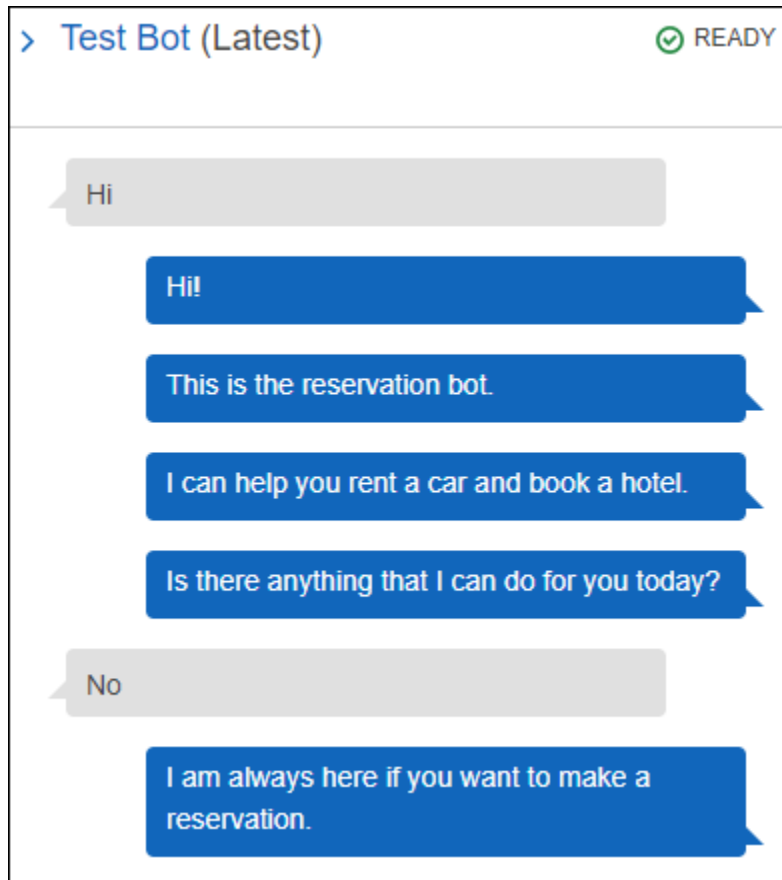 Test Bot (Latest) READY
Hi
Hi!
This is the reservation bot.
I can help you rent a car and book a hotel.
Is there anything that I can do for you today?
No
I am always here if you want to make a
reservation.